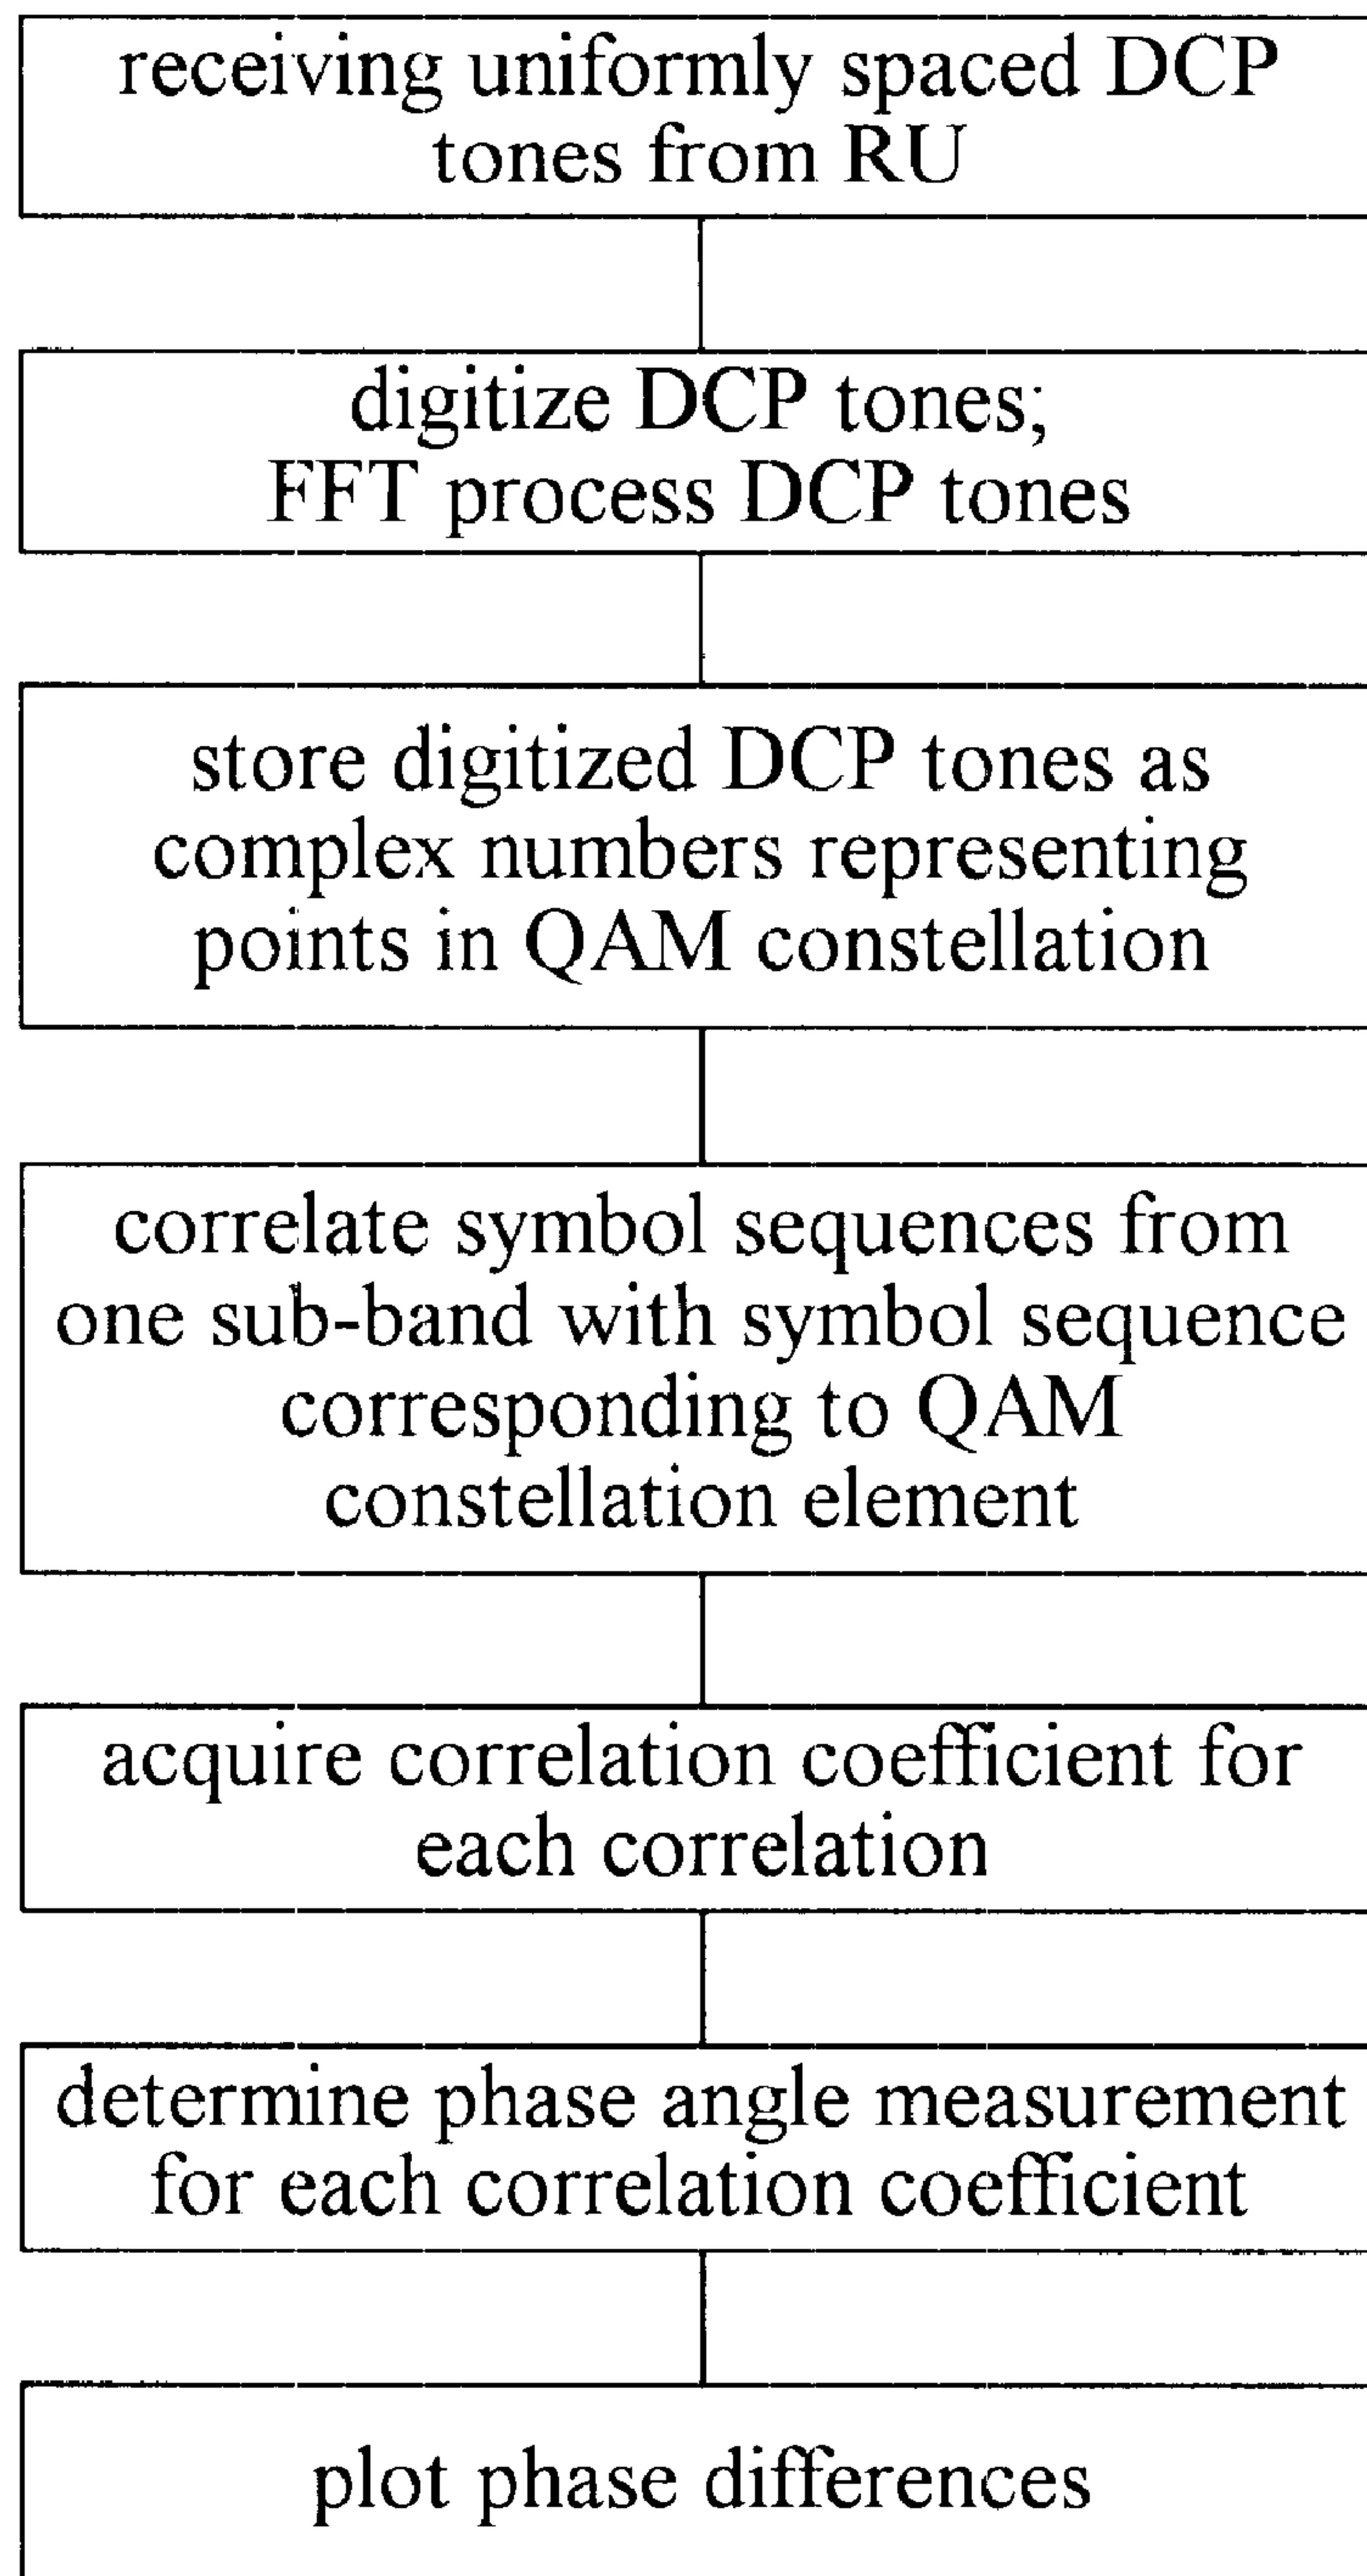 receiving uniformly spaced DCP
tones from RU
digitize DCP tones;
FFT process DCP tones
store digitized DCP tones as
complex numbers representing
points in QAM constellation
correlate symbol sequences from
one sub-band with symbol sequence
corresponding to QAM
constellation element
acquire correlation coefficient for
each correlation
determine phase angle measurement
for each correlation coefficient
plot phase differences